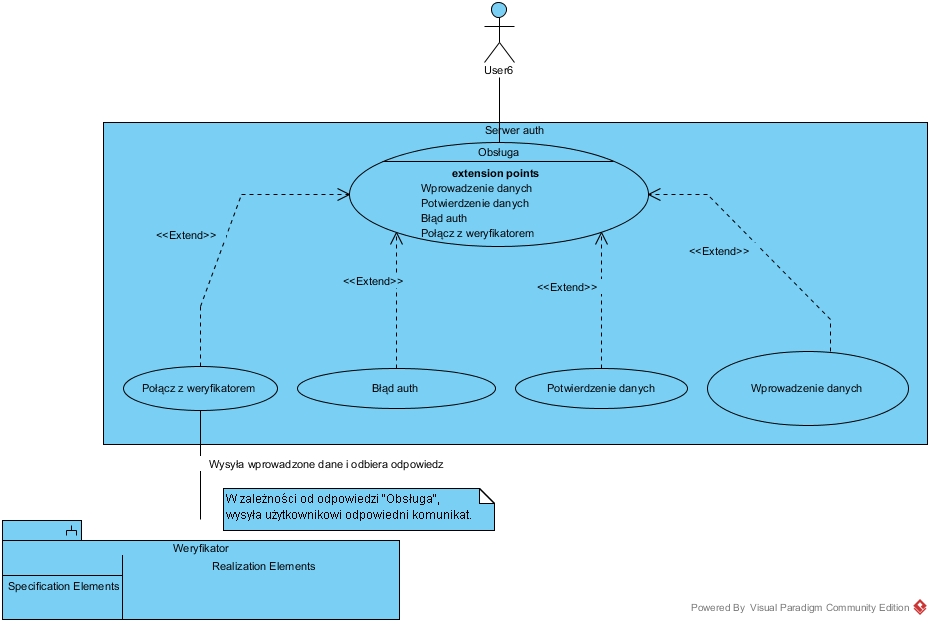 User6
Serwer auth
Obsługa
extension points
Wprowadzenie danych
Potwierdzenie danych
Błąd auth
Połącz z weryfikatorem
<<Extend>>
<<Extend>>
<<Extend>>
<<Extend>>
Połącz z weryfikatorem
Błąd auth
Potwierdzenie danych
Wprowadzenie danych
Wysyła wprowadzone dane i odbiera odpowiedz
W zależności od odpowiedzi "Obsługa",
wysyła użytkownikowi odpowiedni komunikat.
Weryfikator
Realization Elements
Specification Elements
Powered By Visual Paradigm Community Edition